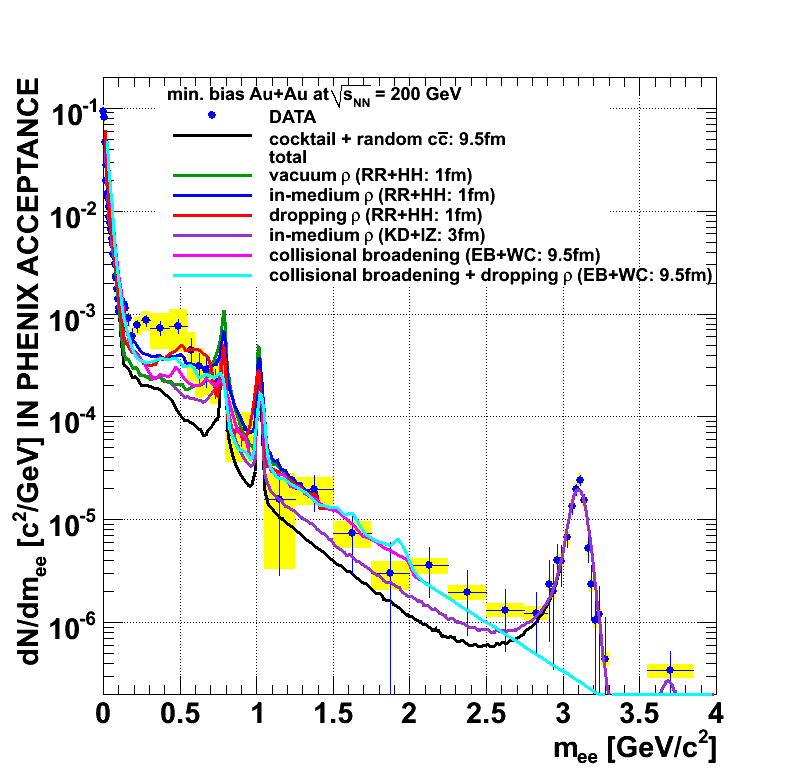 min. bias Au+Au at √s_NN = 200 GeV
DATA
cocktail + random cc̄: 9.5fm
total
vacuum ρ (RR+HH: 1fm)
in-medium ρ (RR+HH: 1fm)
dropping ρ (RR+HH: 1fm)
in-medium ρ (KD+IZ: 3fm)
collisional broadening (EB+WC: 9.5fm)
collisional broadening + dropping ρ (EB+WC: 9.5fm)
dN/dm_ee [c²/GeV] IN PHENIX ACCEPTANCE
10⁻¹
10⁻²
10⁻³
10⁻⁴
10⁻⁵
10⁻⁶
0 0.5 1 1.5 2 2.5 3 3.5 4
m_ee [GeV/c²]